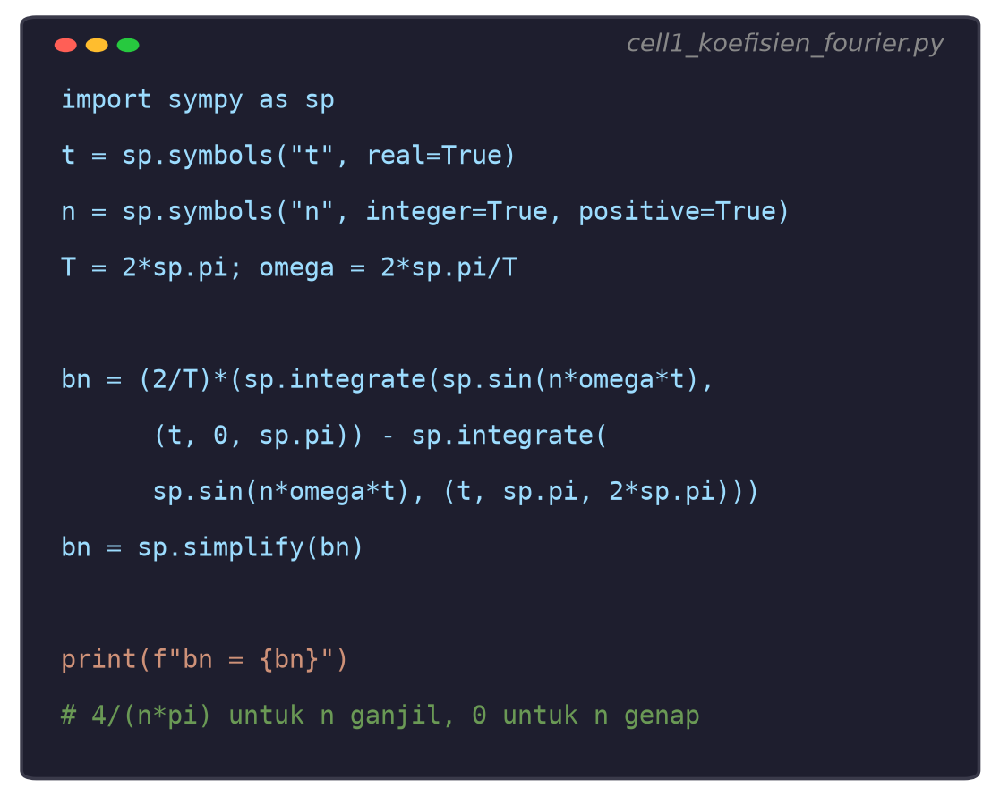 cell1_koefisien_fourier.py
import sympy as sp
t = sp.symbols("t", real=True)
n = sp.symbols("n", integer=True, positive=True)
T = 2*sp.pi; omega = 2*sp.pi/T
bn = (2/T)*(sp.integrate(sp.sin(n*omega*t),
(t, 0, sp.pi)) - sp.integrate(
sp.sin(n*omega*t), (t, sp.pi, 2*sp.pi)))
bn = sp.simplify(bn)
print(f"bn = {bn}")
# 4/(n*pi) untuk n ganjil, 0 untuk n genap